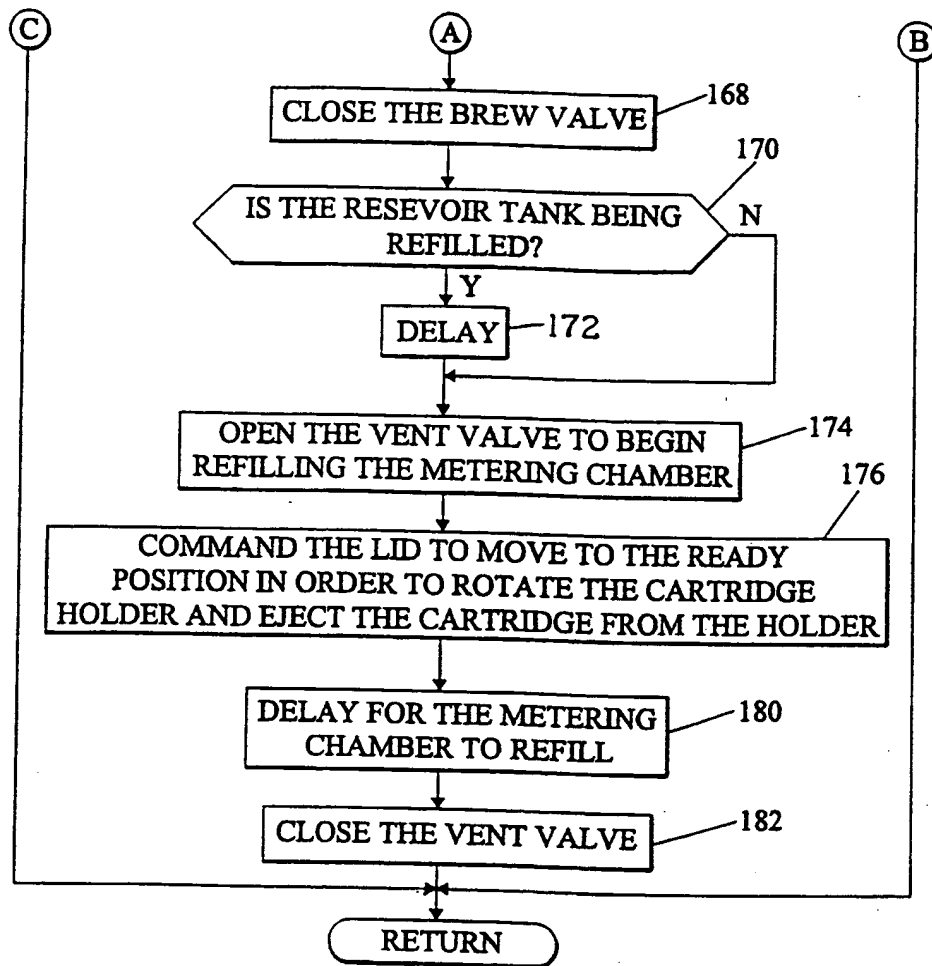 C
A
B
CLOSE THE BREW VALVE
168
170
IS THE RESEVOIR TANK BEING
REFILLED?
N
Y
DELAY
172
OPEN THE VENT VALVE TO BEGIN
REFILLING THE METERING CHAMBER
174
176
COMMAND THE LID TO MOVE TO THE READY
POSITION IN ORDER TO ROTATE THE CARTRIDGE
HOLDER AND EJECT THE CARTRIDGE FROM THE HOLDER
DELAY FOR THE METERING
CHAMBER TO REFILL
180
CLOSE THE VENT VALVE
182
RETURN